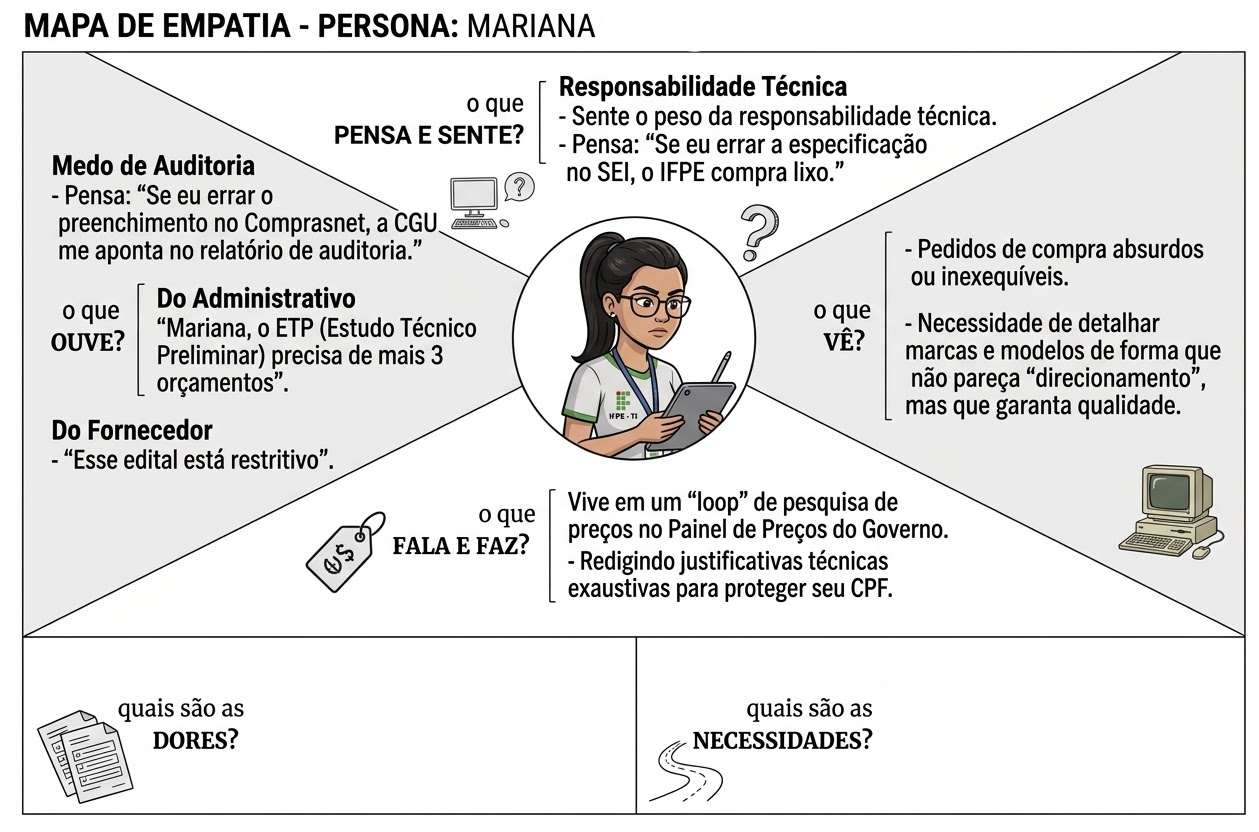 MAPA DE EMPATIA - PERSONA: MARIANA
o que
PENSA E SENTE?
Responsabilidade Técnica
- Sente o peso da responsabilidade técnica.
- Pensa: “Se eu errar a especificação
no SEI, o IFPE compra lixo.”
Medo de Auditoria
- Pensa: “Se eu errar o
preenchimento no Comprasnet, a CGU
me aponta no relatório de auditoria.”
o que
OUVE?
Do Administrativo
“Mariana, o ETP (Estudo Técnico
Preliminar) precisa de mais 3
orçamentos”.
Do Fornecedor
- “Esse edital está restritivo”.
o que
VÊ?
- Pedidos de compra absurdos
ou inexequíveis.
- Necessidade de detalhar
marcas e modelos de forma que
não pareça “direcionamento”,
mas que garanta qualidade.
o que
FALA E FAZ?
Vive em um “loop” de pesquisa de
preços no Painel de Preços do Governo.
- Redigindo justificativas técnicas
exaustivas para proteger seu CPF.
quais são as
DORES?
quais são as
NECESSIDADES?